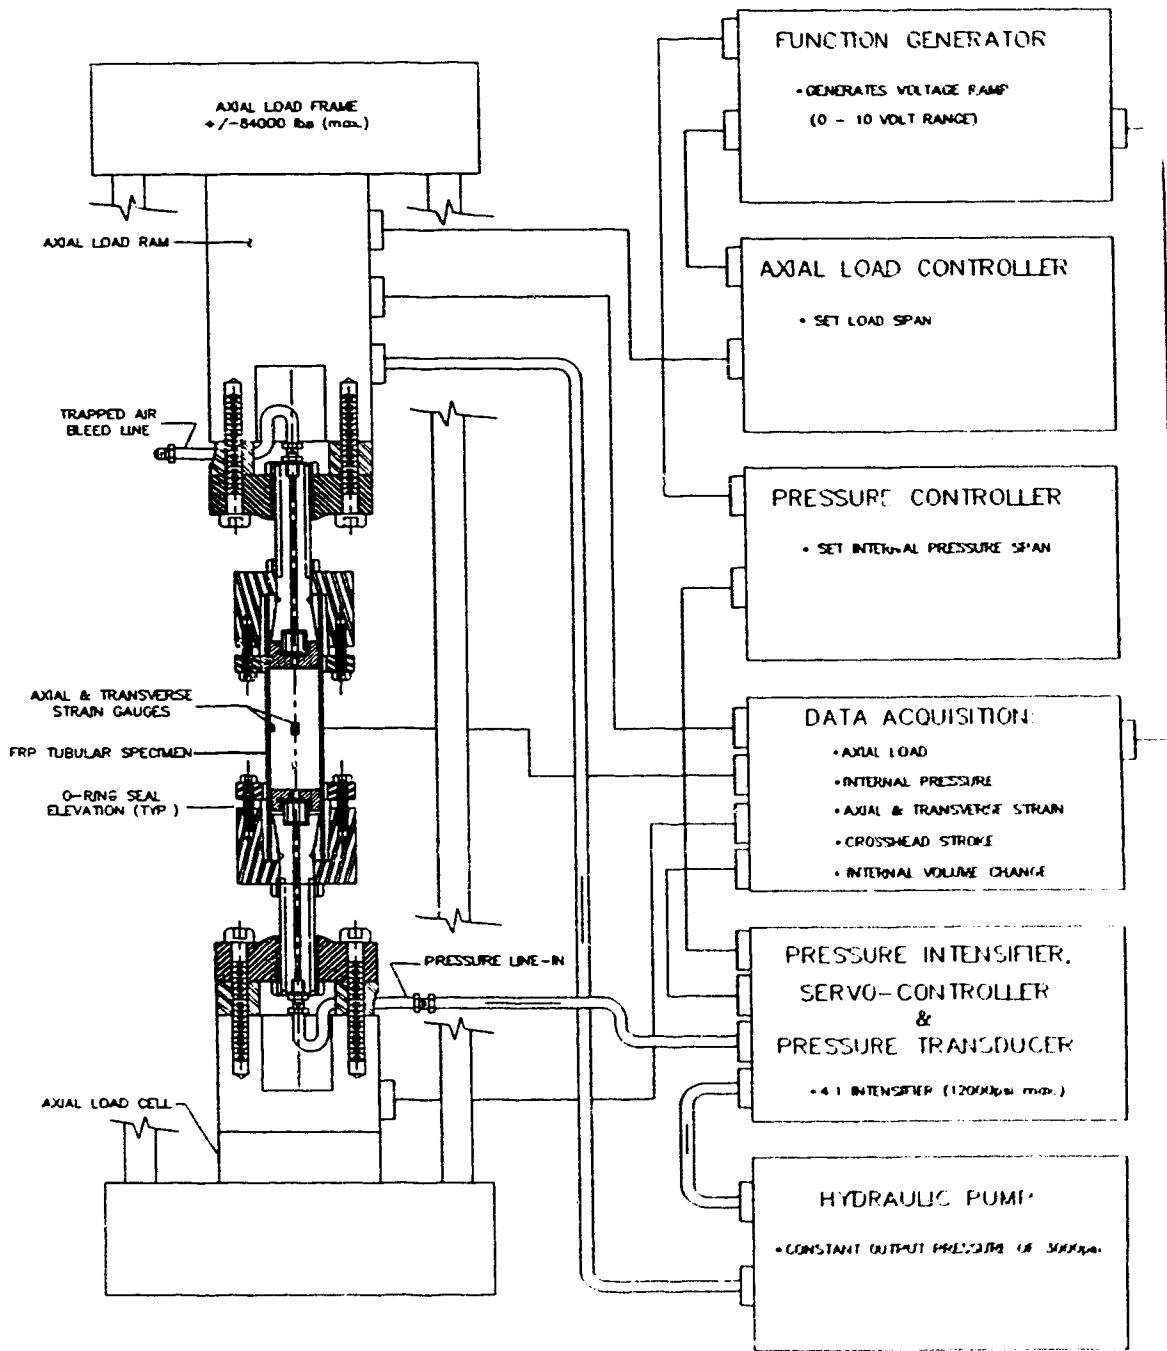 AXIAL LOAD FRAME
+/-84000 lbs (max.)
AXIAL LOAD RAM
TRAPPED AIR
BLEED LINE
AXIAL & TRANSVERSE
STRAIN GAUGES
FRP TUBULAR SPECIMEN
O-RING SEAL
ELEVATION (TYP.)
PRESSURE LINE-IN
AXIAL LOAD CELL
FUNCTION GENERATOR
• GENERATES VOLTAGE RAMP
(0 - 10 VOLT RANGE)
AXIAL LOAD CONTROLLER
• SET LOAD SPAN
PRESSURE CONTROLLER
• SET INTERNAL PRESSURE SPAN
DATA ACQUISITION:
• AXIAL LOAD
• INTERNAL PRESSURE
• AXIAL & TRANSVERSE STRAIN
• CROSSHEAD STROKE
• INTERNAL VOLUME CHANGE
PRESSURE INTENSIFIER,
SERVO-CONTROLLER
&
PRESSURE TRANSDUCER
• 4:1 INTENSIFIER (12000psi max.)
HYDRAULIC PUMP
• CONSTANT OUTPUT PRESSURE OF 3000psi